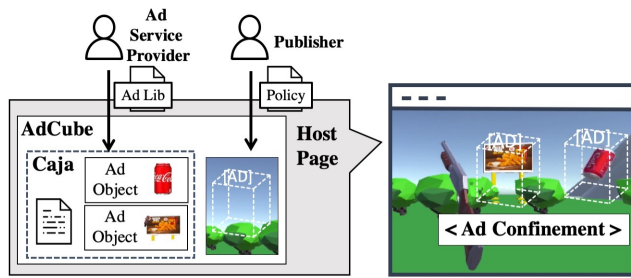 Ad
Service
Provider
Publisher
Ad Lib
Policy
AdCube
Host
Page
Caja
Ad
Object
Ad
Object
[AD]
[AD]
[AD]
< Ad Confinement >